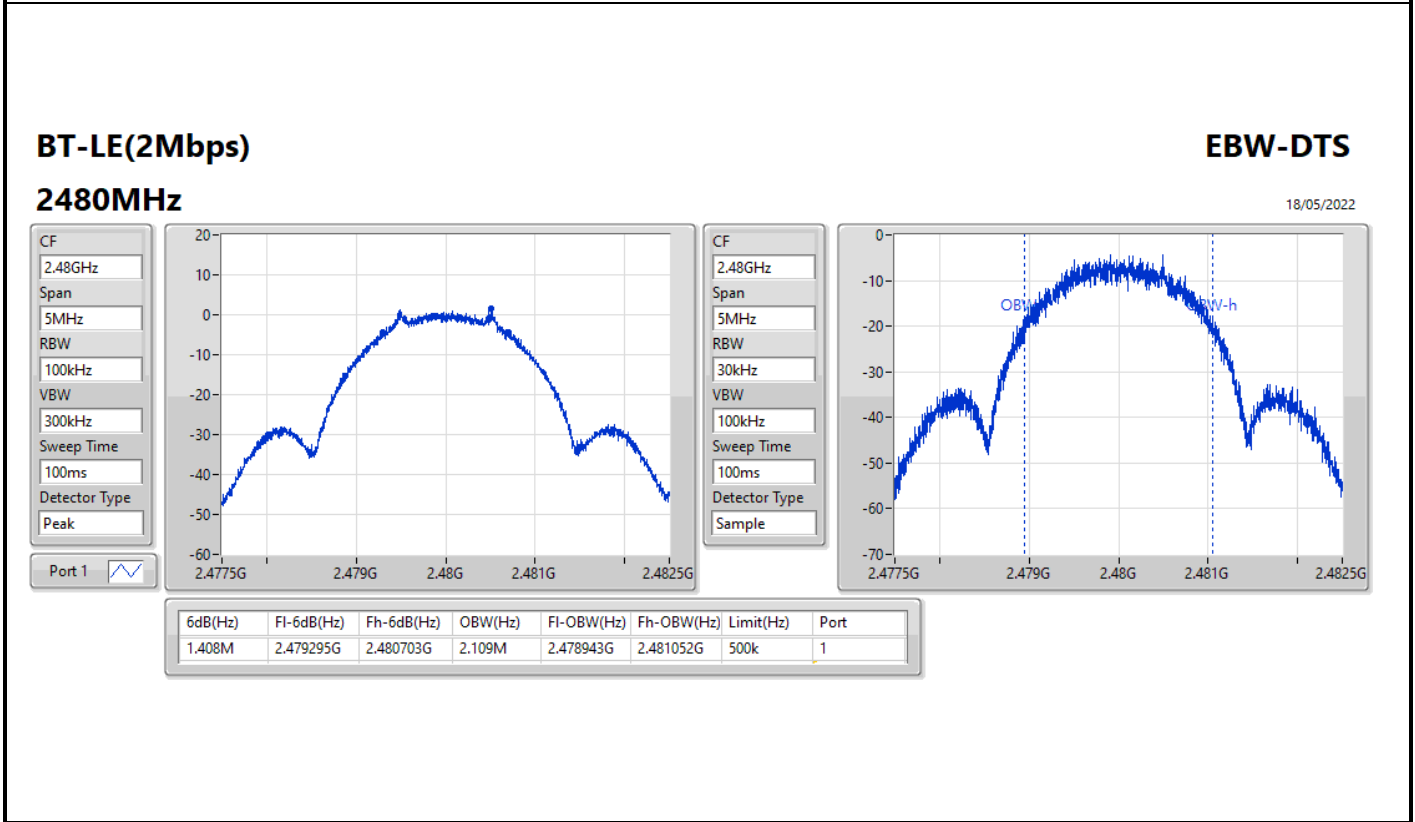 BT-LE(2Mbps)
EBW-DTS
2480MHz
18/05/2022
CF
2.48GHz
Span
5MHz
RBW
100kHz
VBW
300kHz
Sweep Time
100ms
Detector Type
Peak
Port 1
20
10
0
-10
-20
-30
-40
-50
-60
2.4775G 2.479G 2.48G 2.481G 2.4825G
CF
2.48GHz
Span
5MHz
RBW
30kHz
VBW
100kHz
Sweep Time
100ms
Detector Type
Sample
0
-10
-20
-30
-40
-50
-60
-70
2.4775G 2.479G 2.48G 2.481G 2.4825G
6dB(Hz) Fl-6dB(Hz) Fh-6dB(Hz) OBW(Hz) Fl-OBW(Hz) Fh-OBW(Hz) Limit(Hz) Port
1.408M 2.479295G 2.480703G 2.109M 2.478943G 2.481052G 500k 1